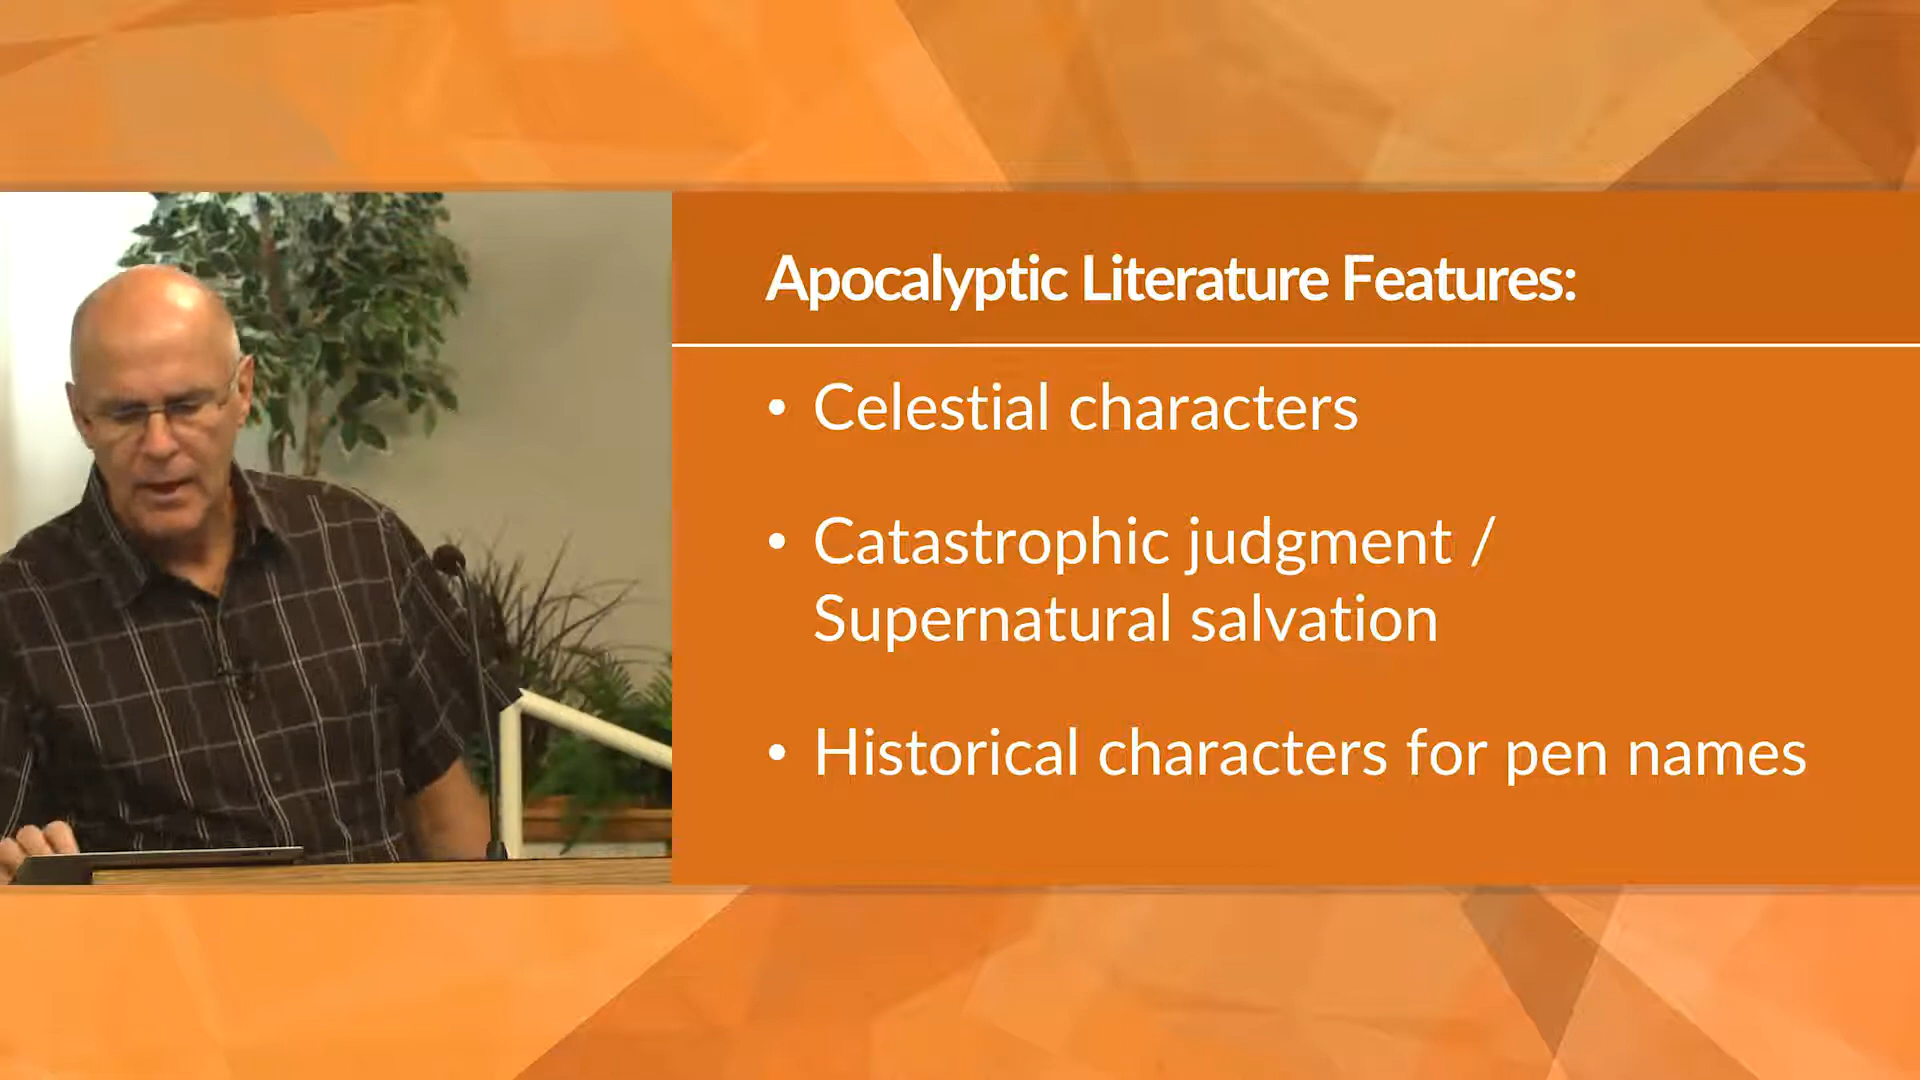 Apocalyptic Literature Features:
• Celestial characters
• Catastrophic judgment /
Supernatural salvation
• Historical characters for pen names